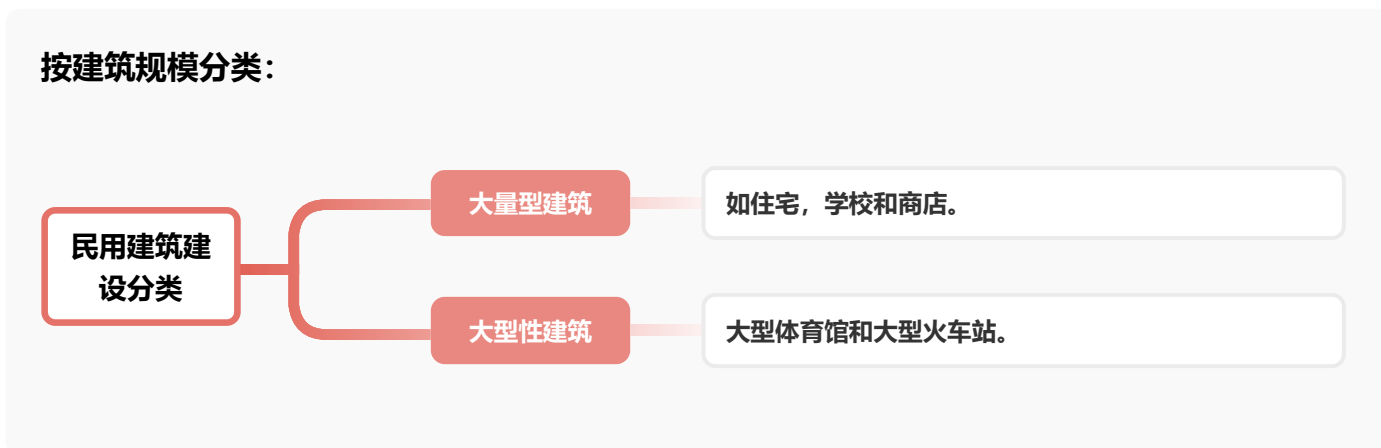 按建筑规模分类：
大量型建筑
如住宅，学校和商店。
民用建筑建
设分类
大型性建筑
大型体育馆和大型火车站。